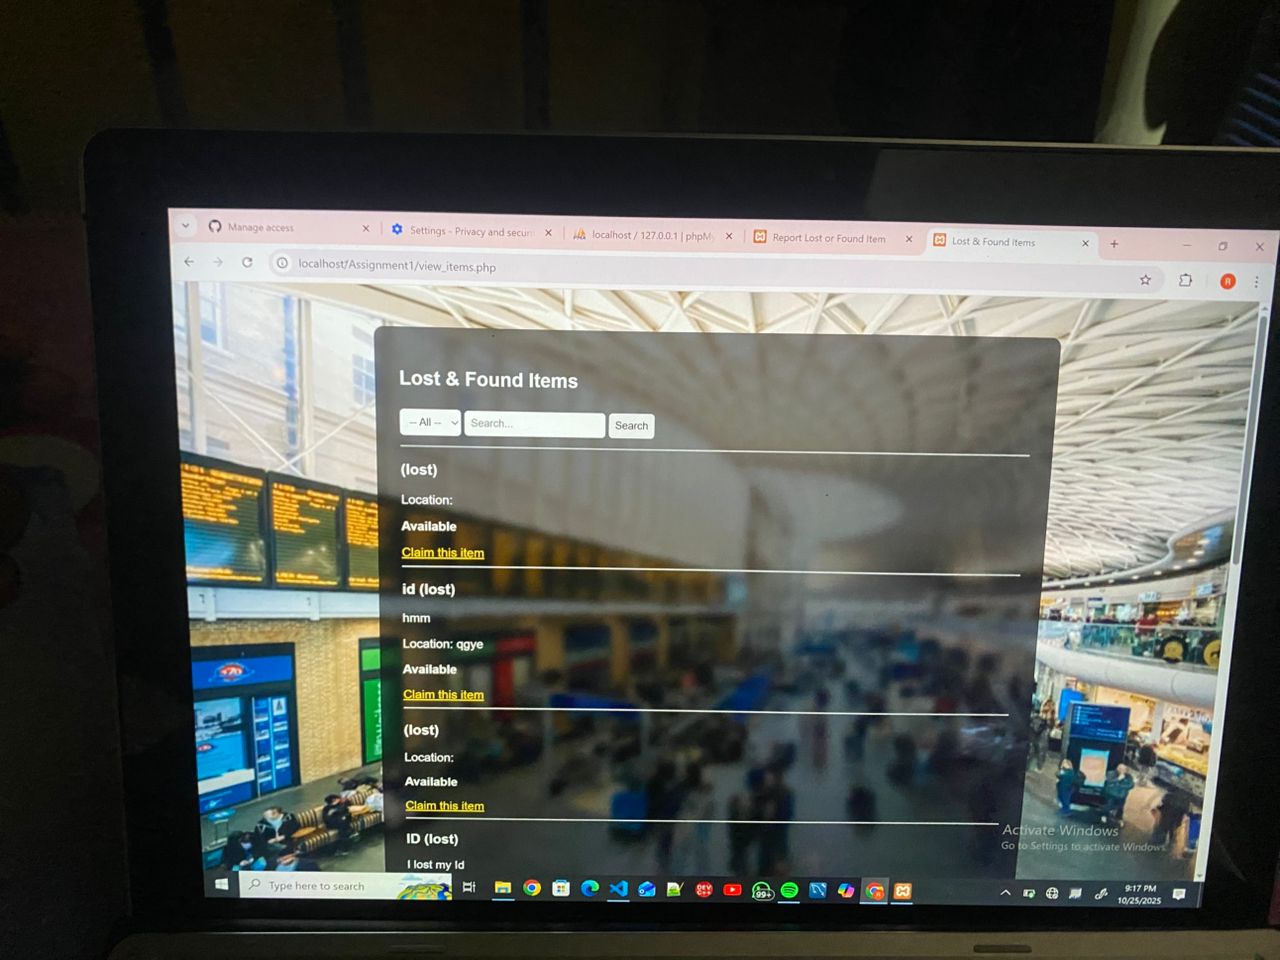 Manage access
Settings - Privacy and secur
localhost / 127.0.0.1 | phpM
Report Lost or Found Item
Lost & Found Items
localhost/Assignment1/view_items.php
R
Lost & Found Items
-- All --
Search...
Search
(lost)
Location:
Available
Claim this item
id (lost)
hmm
Location: qgye
Available
Claim this item
(lost)
Location:
Available
Claim this item
ID (lost)
I lost my Id
Activate Windows
Go to Settings to activate Windows.
Type here to search
DEV
C++
99+
9:17 PM
10/25/2025